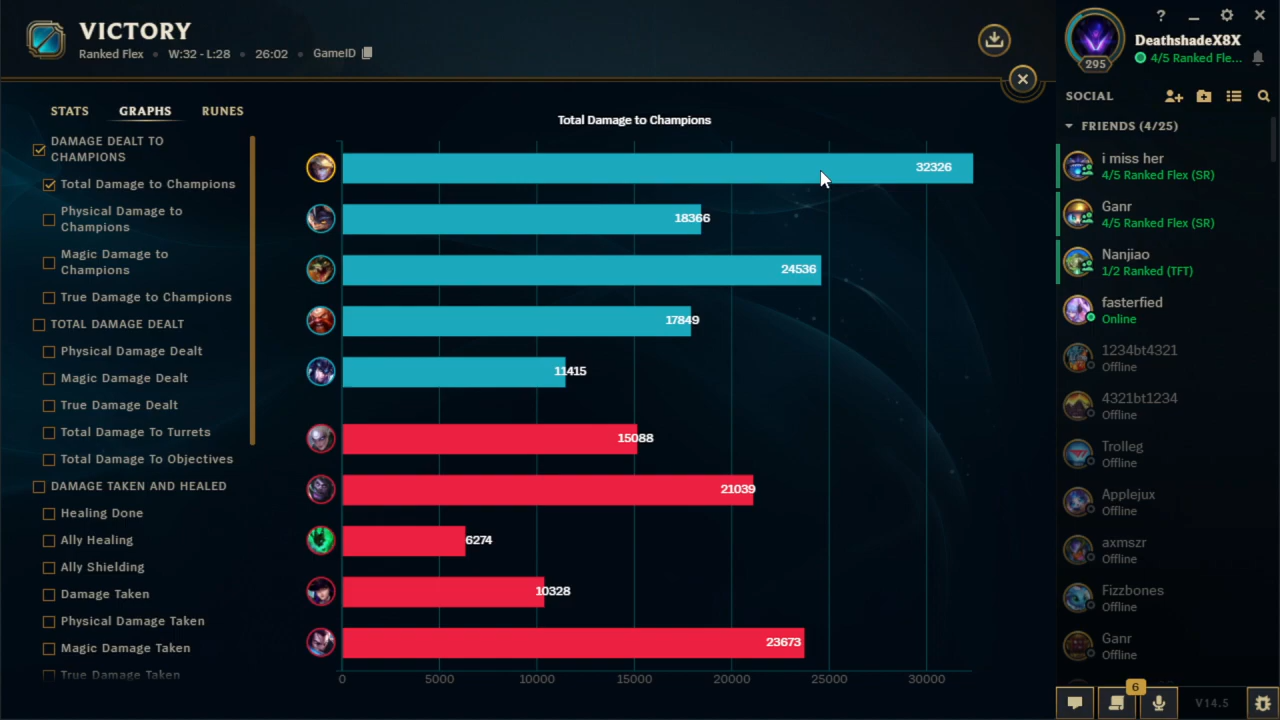 VICTORY
Ranked Flex • W:32 - L:28 • 26:02 • GameID
STATS
GRAPHS
RUNES
DAMAGE DEALT TO
CHAMPIONS
Total Damage to Champions
Physical Damage to
Champions
Magic Damage to
Champions
True Damage to Champions
TOTAL DAMAGE DEALT
Physical Damage Dealt
Magic Damage Dealt
True Damage Dealt
Total Damage To Turrets
Total Damage To Objectives
DAMAGE TAKEN AND HEALED
Healing Done
Ally Healing
Ally Shielding
Damage Taken
Physical Damage Taken
Magic Damage Taken
True Damage Taken
Total Damage to Champions
32326
18366
24536
17849
11415
15088
21039
6274
10328
23673
0
5000
10000
15000
20000
25000
30000
?
295
DeathshadeX8X
4/5 Ranked Fle...
SOCIAL
FRIENDS (4/25)
i miss her
4/5 Ranked Flex (SR)
Ganr
4/5 Ranked Flex (SR)
Nanjiao
1/2 Ranked (TFT)
fasterfied
Online
1234bt4321
Offline
4321bt1234
Offline
Trolleg
Offline
Applejux
Offline
axmszr
Offline
Fizzbones
Offline
Ganr
Offline
6
V14.5